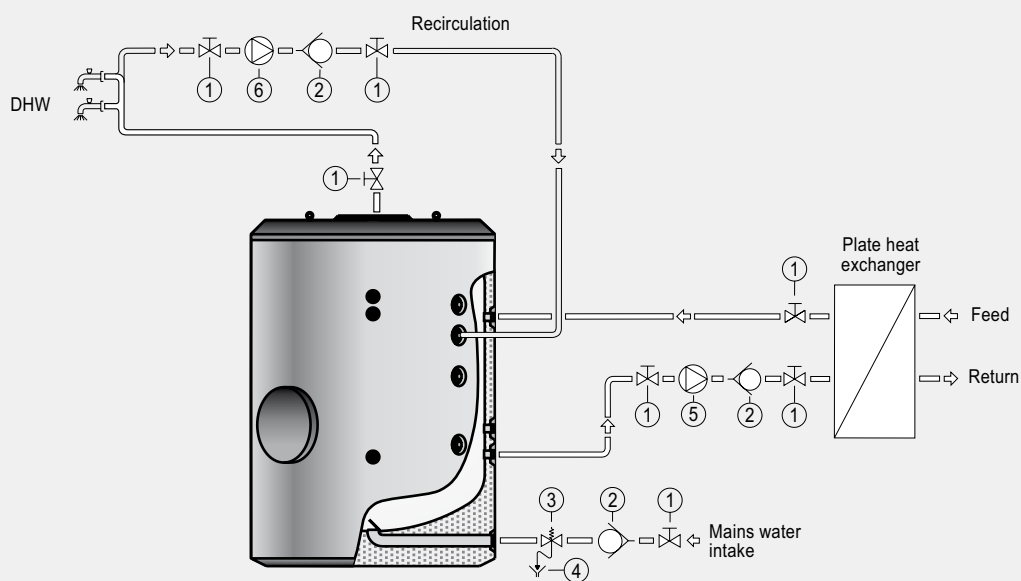 Recirculation
1
6
2
1
DHW
1
Plate heat
exchanger
1
Feed
Return
1
5
2
1
3
2
1
Mains water
intake
4